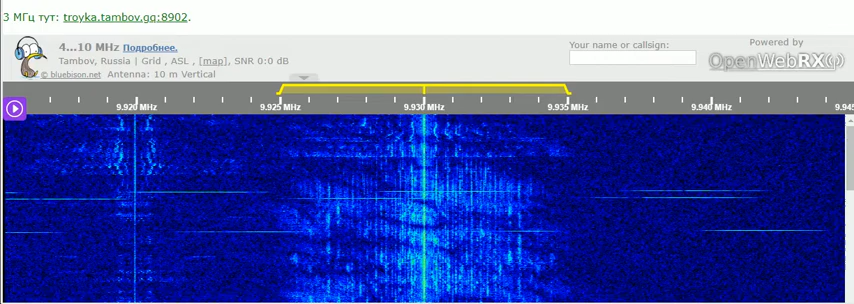 3 МГц тут: troyka.tambov.gq:8902.
4...10 MHz Подробнее.
Tambov, Russia | Grid , ASL , [map], SNR 0:0 dB
© bluebison.net Antenna: 10 m Vertical
Your name or callsign:
Powered by
OpenWebRX(φ)
9.920 MHz 9.925 MHz 9.930 MHz 9.935 MHz 9.940 MHz 9.945